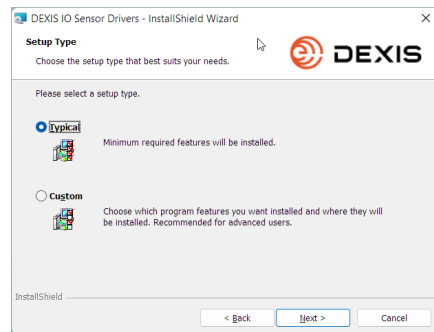 DEXIS IO Sensor Drivers - InstallShield Wizard
Setup Type
Choose the setup type that best suits your needs.
DEXIS
Please select a setup type.
Typical
Minimum required features will be installed.
Custom
Choose which program features you want installed and where they will
be installed. Recommended for advanced users.
InstallShield
< Back
Next >
Cancel